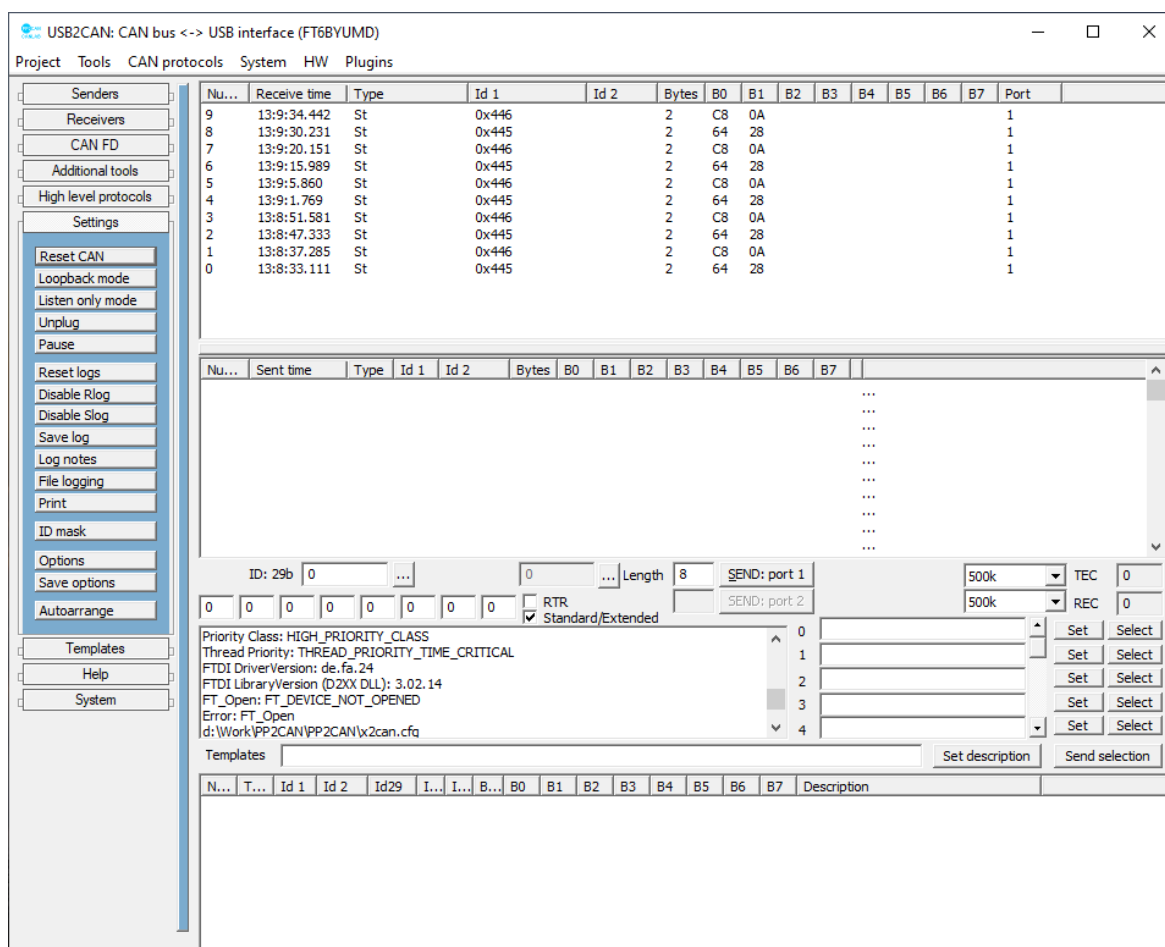 USB2CAN: CAN bus <-> USB interface (FT6BYUMD)
Project Tools CAN protocols System HW Plugins
Senders
Receivers
CAN FD
Additional tools
High level protocols
Settings
Reset CAN
Loopback mode
Listen only mode
Unplug
Pause
Reset logs
Disable Rlog
Disable Slog
Save log
Log notes
File logging
Print
ID mask
Options
Save options
Autoarrange
Templates
Help
System
Nu... Receive time Type Id 1 Id 2 Bytes B0 B1 B2 B3 B4 B5 B6 B7 Port
9 13:9:34.442 St 0x446 2 C8 0A 1
8 13:9:30.231 St 0x445 2 64 28 1
7 13:9:20.151 St 0x446 2 C8 0A 1
6 13:9:15.989 St 0x445 2 64 28 1
5 13:9:5.860 St 0x446 2 C8 0A 1
4 13:9:1.769 St 0x445 2 64 28 1
3 13:8:51.581 St 0x446 2 C8 0A 1
2 13:8:47.333 St 0x445 2 64 28 1
1 13:8:37.285 St 0x446 2 C8 0A 1
0 13:8:33.111 St 0x445 2 64 28 1
Nu... Sent time Type Id 1 Id 2 Bytes B0 B1 B2 B3 B4 B5 B6 B7
...
...
...
...
...
...
...
...
...
...
ID: 29b 0 ... 0 ... Length 8 SEND: port 1 500k TEC 0
0 0 0 0 0 0 0 0 RTR SEND: port 2 500k REC 0
Standard/Extended
Priority Class: HIGH_PRIORITY_CLASS
Thread Priority: THREAD_PRIORITY_TIME_CRITICAL
FTDI DriverVersion: de.fa.24
FTDI LibraryVersion (D2XX DLL): 3.02.14
FT_Open: FT_DEVICE_NOT_OPENED
Error: FT_Open
d:\Work\PP2CAN\PP2CAN\x2can.cfg
0 Set Select
1 Set Select
2 Set Select
3 Set Select
4 Set Select
Templates Set description Send selection
N... T... Id 1 Id 2 Id29 I... I... B... B0 B1 B2 B3 B4 B5 B6 B7 Description